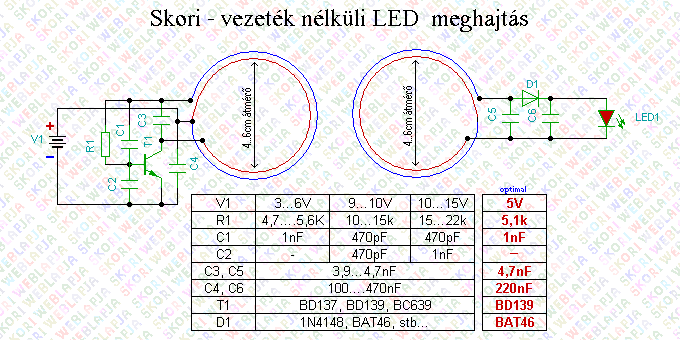 Skori - vezeték nélküli LED meghajtás
4..6cm átmérő
4..6cm átmérő
V1
R1
C1
C2
C3
T1
C4
D1
C5
C6
LED1
optimal
V1 3...6V 9...10V 10...15V 5V
R1 4,7....5,6K 10...15k 15...22k 5,1k
C1 1nF 470pF 470pF 1nF
C2 - 470pF 1nF –
C3, C5 3,9...4,7nF 4,7nF
C4, C6 100....470nF 220nF
T1 BD137, BD139, BC639 BD139
D1 1N4148, BAT46, stb... BAT46
SKORI WEBLAPJA